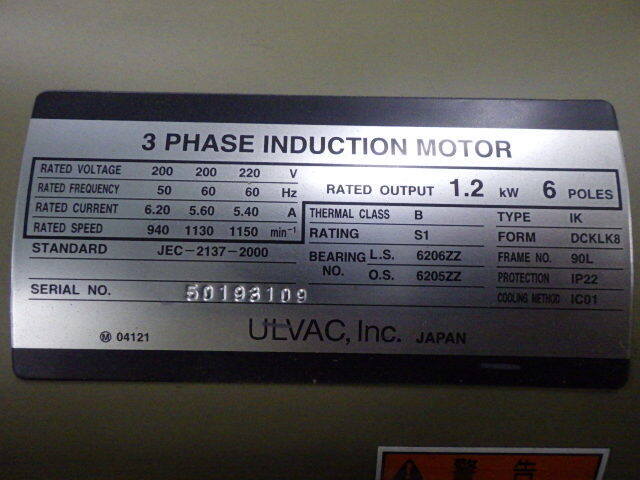 3 PHASE INDUCTION MOTOR
RATED VOLTAGE 200 200 220 V
RATED FREQUENCY 50 60 60 Hz
RATED CURRENT 6.20 5.60 5.40 A
RATED SPEED 940 1130 1150 min⁻¹
RATED OUTPUT 1.2 kW 6 POLES
THERMAL CLASS B
RATING S1
BEARING NO. L.S. 6206ZZ
O.S. 6205ZZ
TYPE IK
FORM DCKLK8
FRAME NO. 90L
PROTECTION IP22
COOLING METHOD IC01
STANDARD JEC-2137-2000
SERIAL NO. 50193109
Ⓜ 04121
ULVAC, Inc. JAPAN
警告